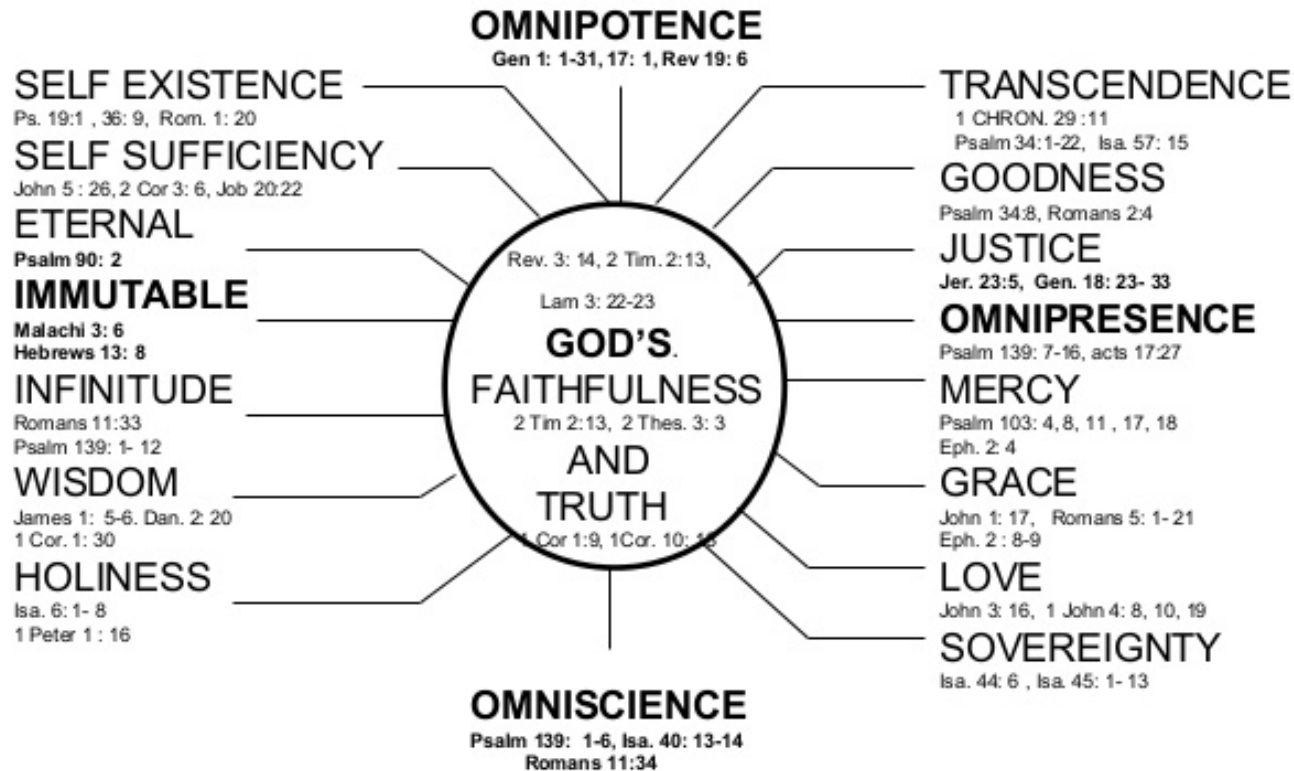 OMNIPOTENCE
Gen 1: 1-31, 17: 1, Rev 19: 6
SELF EXISTENCE
Ps. 19:1 , 36: 9, Rom. 1: 20
SELF SUFFICIENCY
John 5 : 26, 2 Cor 3: 6, Job 20:22
ETERNAL
Psalm 90: 2
IMMUTABLE
Malachi 3: 6
Hebrews 13: 8
INFINITUDE
Romans 11:33
Psalm 139: 1- 12
WISDOM
James 1: 5-6. Dan. 2: 20
1 Cor. 1: 30
HOLINESS
Isa. 6: 1- 8
1 Peter 1 : 16
Rev. 3: 14, 2 Tim. 2:13,
Lam 3: 22-23
GOD'S.
FAITHFULNESS
2 Tim 2:13, 2 Thes. 3: 3
AND
TRUTH
1 Cor 1:9, 1Cor. 10:
TRANSCENDENCE
1 CHRON. 29 :11
Psalm 34:1-22, Isa. 57: 15
GOODNESS
Psalm 34:8, Romans 2:4
JUSTICE
Jer. 23:5, Gen. 18: 23- 33
OMNIPRESENCE
Psalm 139: 7-16, acts 17:27
MERCY
Psalm 103: 4, 8, 11 , 17, 18
Eph. 2: 4
GRACE
John 1: 17, Romans 5: 1- 21
Eph. 2 : 8-9
LOVE
John 3: 16, 1 John 4: 8, 10, 19
SOVEREIGNTY
Isa. 44: 6 , Isa. 45: 1- 13
OMNISCIENCE
Psalm 139: 1-6, Isa. 40: 13-14
Romans 11:34